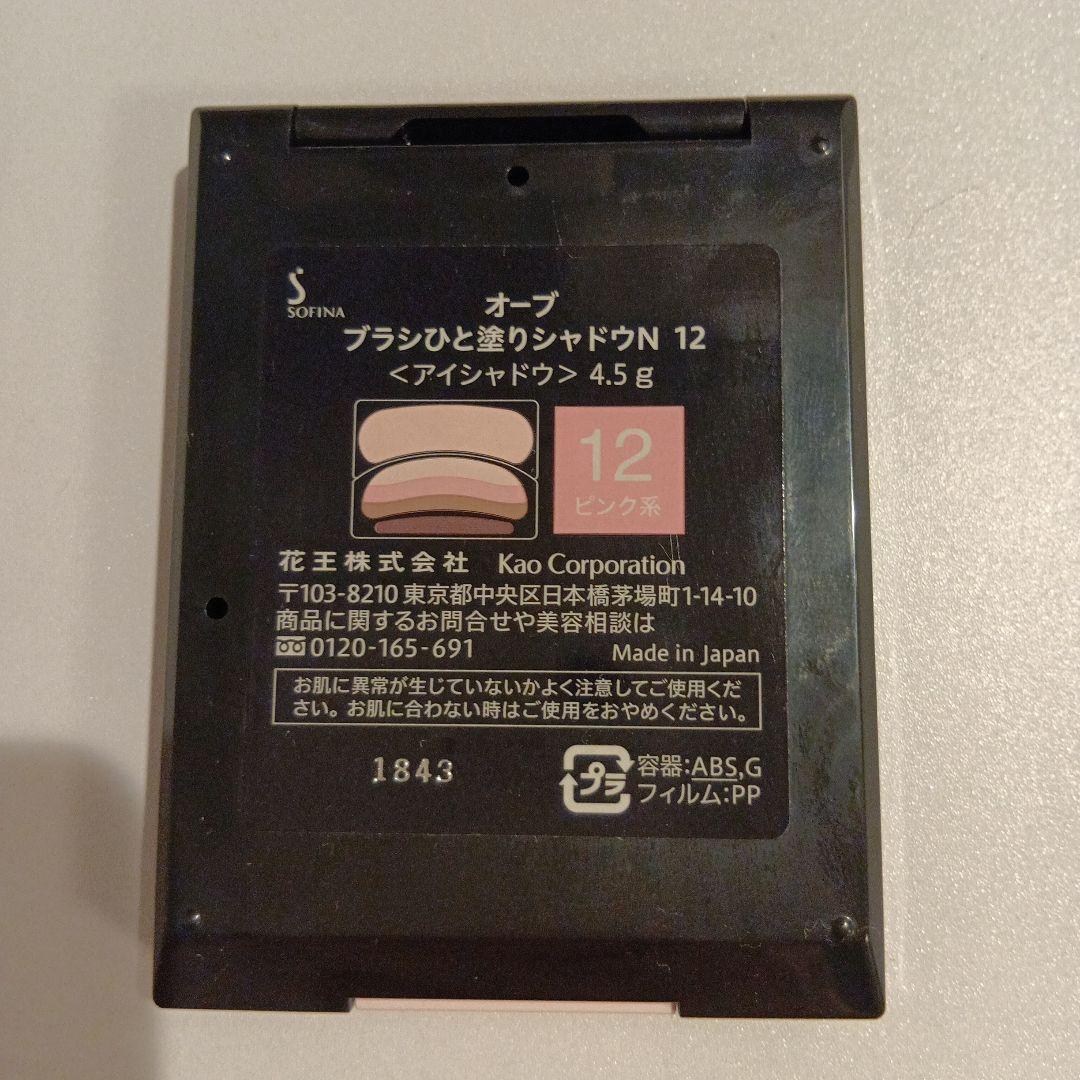 S
SOFINA
オーブ
ブラシひと塗りシャドウN 12
＜アイシャドウ＞ 4.5 g
12
ピンク系
花王株式会社 Kao Corporation
〒103-8210 東京都中央区日本橋茅場町1-14-10
商品に関するお問合せや美容相談は
0120-165-691 Made in Japan
お肌に異常が生じていないかよく注意してご使用くだ
さい。お肌に合わない時はご使用をおやめください。
1843
プラ
容器:ABS,G
フィルム:PP